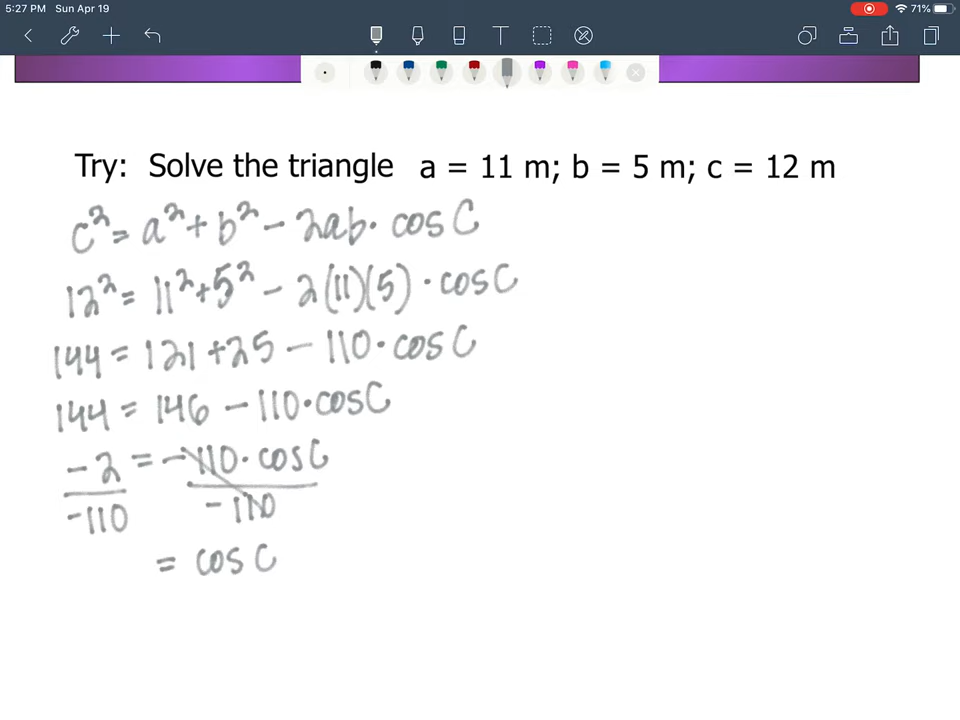 5:27 PM Sun Apr 19 71%
T
Try: Solve the triangle a = 11 m; b = 5 m; c = 12 m
c² = a² + b² – 2ab · cos C
12² = 11² + 5² – 2(11)(5) · cos C
144 = 121 + 25 – 110 · cos C
144 = 146 – 110 · cos C
-2 = -110 · cos C
-110 -110
= cos C